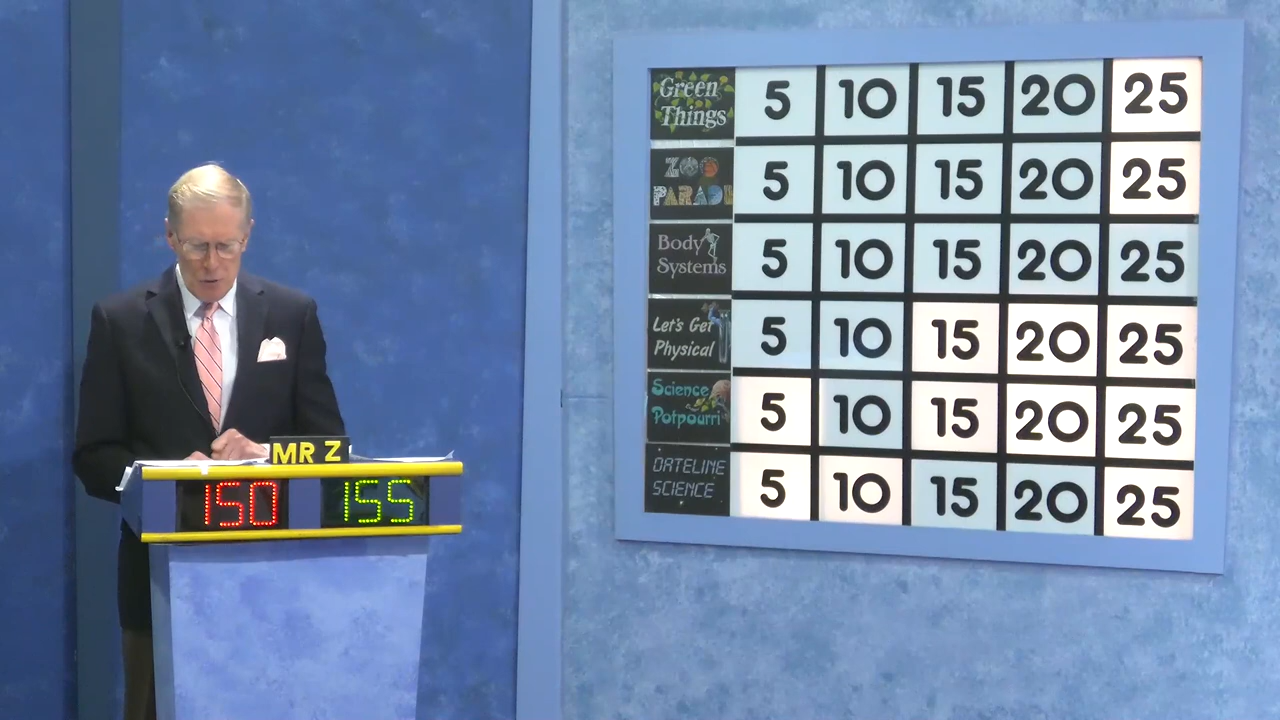 Green Things 5 10 15 20 25
ZOO PARADE 5 10 15 20 25
Body Systems 5 10 15 20 25
Let's Get Physical 5 10 15 20 25
Science Potpourri 5 10 15 20 25
DATELINE SCIENCE 5 10 15 20 25
MR Z
150 155